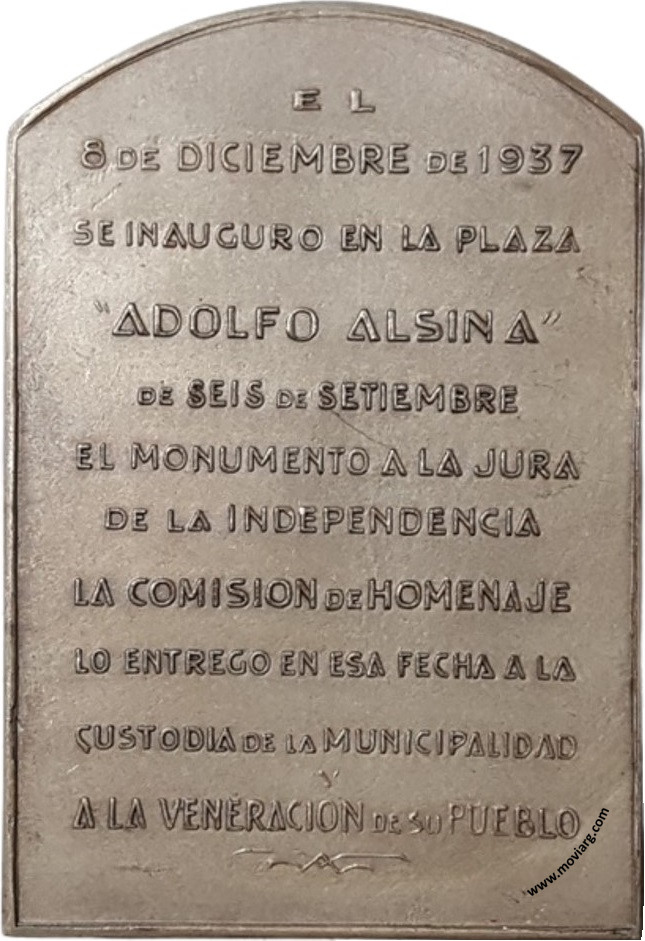 EL
8 DE DICIEMBRE DE 1937
SE INAUGURO EN LA PLAZA
"ADOLFO ALSINA"
DE SEIS DE SETIEMBRE
EL MONUMENTO A LA JURA
DE LA INDEPENDENCIA
LA COMISION DE HOMENAJE
LO ENTREGO EN ESA FECHA A LA
CUSTODIA DE LA MUNICIPALIDAD
Y
A LA VENERACION DE SU PUEBLO
www.moviarg.com